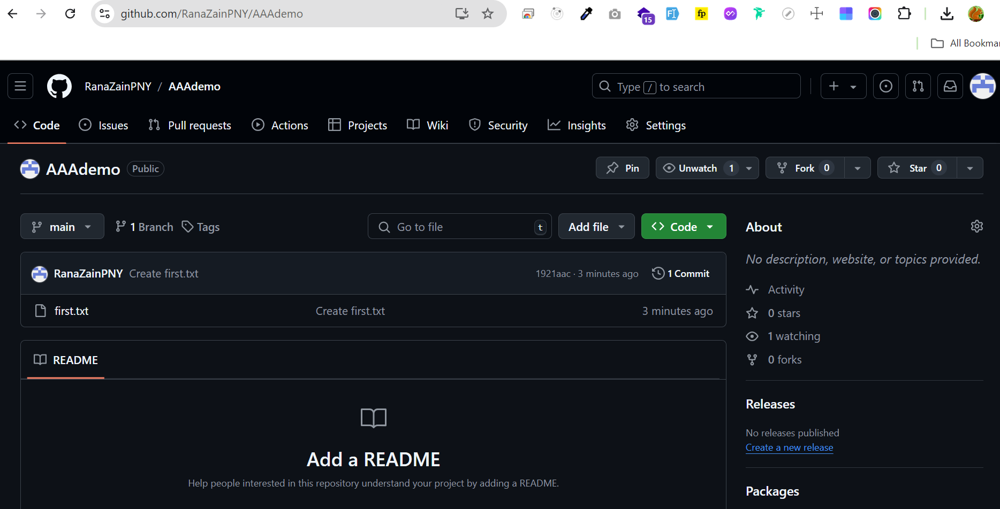 github.com/RanaZainPNY/AAAdemo
15
FI
fp
All Bookmar
RanaZainPNY / AAAdemo
Type / to search
Code Issues Pull requests Actions Projects Wiki Security Insights Settings
AAAdemo Public
Pin Unwatch 1 Fork 0 Star 0
main 1 Branch Tags Go to file t Add file Code
About
No description, website, or topics provided.
RanaZainPNY Create first.txt 1921aac · 3 minutes ago 1 Commit
first.txt Create first.txt 3 minutes ago
Activity
0 stars
1 watching
0 forks
README
Add a README
Help people interested in this repository understand your project by adding a README.
Releases
No releases published
Create a new release
Packages